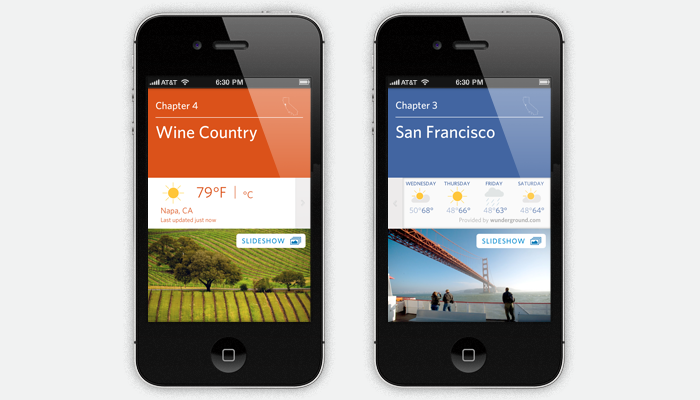 AT&T 6:30 PM
Chapter 4
Wine Country
79°F | °C
Napa, CA
Last updated just now
SLIDESHOW
AT&T 6:30 PM
Chapter 3
San Francisco
WEDNESDAY THURSDAY FRIDAY SATURDAY
50°68° 48°66° 48°63° 48°64°
Provided by wunderground.com
SLIDESHOW